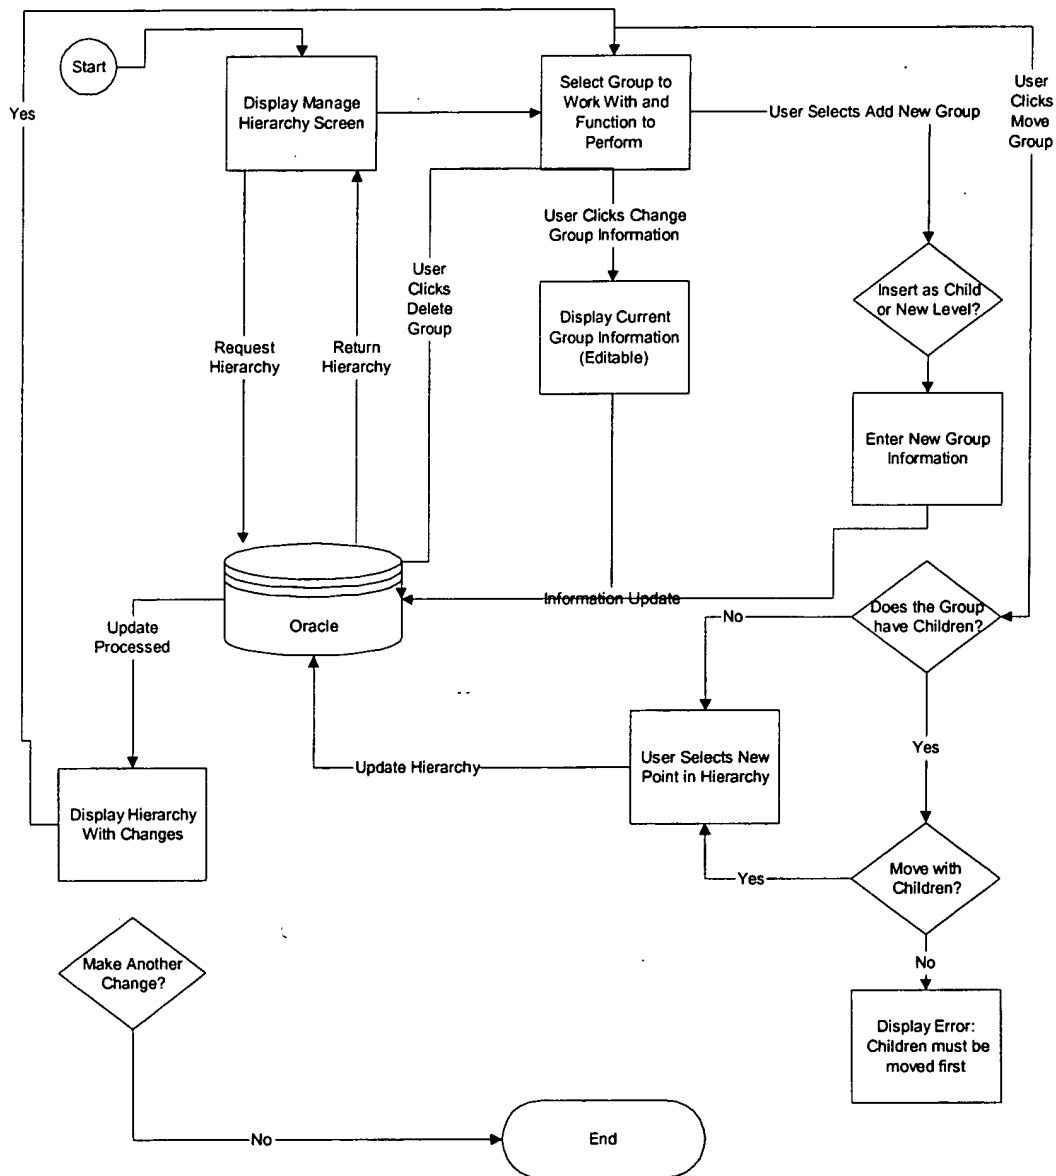 Start
Yes
Display Manage
Hierarchy Screen
Select Group to
Work With and
Function to
Perform
User Selects Add New Group
User
Clicks
Move
Group
User Clicks Change
Group Information
User
Clicks
Delete
Group
Insert as Child
or New Level?
Display Current
Group Information
(Editable)
Request
Hierarchy
Return
Hierarchy
Enter New Group
Information
Information Update
Does the Group
have Children?
No
Oracle
Update
Processed
Yes
User Selects New
Point in Hierarchy
Update Hierarchy
Display Hierarchy
With Changes
Move with
Children?
Yes
No
Make Another
Change?
Display Error:
Children must be
moved first
No
End